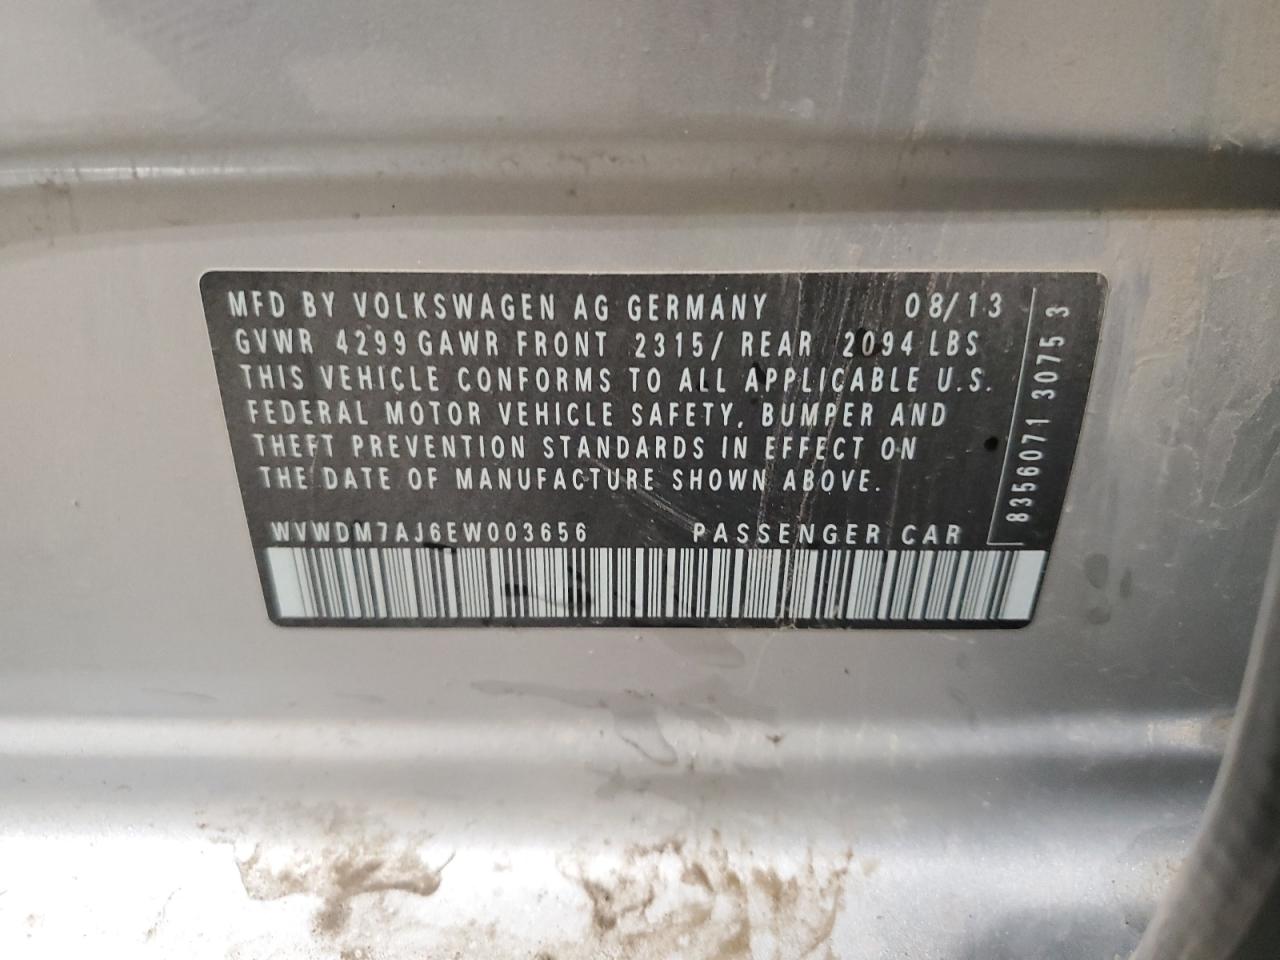 MFD BY VOLKSWAGEN AG GERMANY 08/13
GVWR 4299 GAWR FRONT 2315/ REAR 2094 LBS
THIS VEHICLE CONFORMS TO ALL APPLICABLE U.S.
FEDERAL MOTOR VEHICLE SAFETY, BUMPER AND
THEFT PREVENTION STANDARDS IN EFFECT ON
THE DATE OF MANUFACTURE SHOWN ABOVE.
WVWDM7AJ6EW003656 PASSENGER CAR
8356071 3075 3